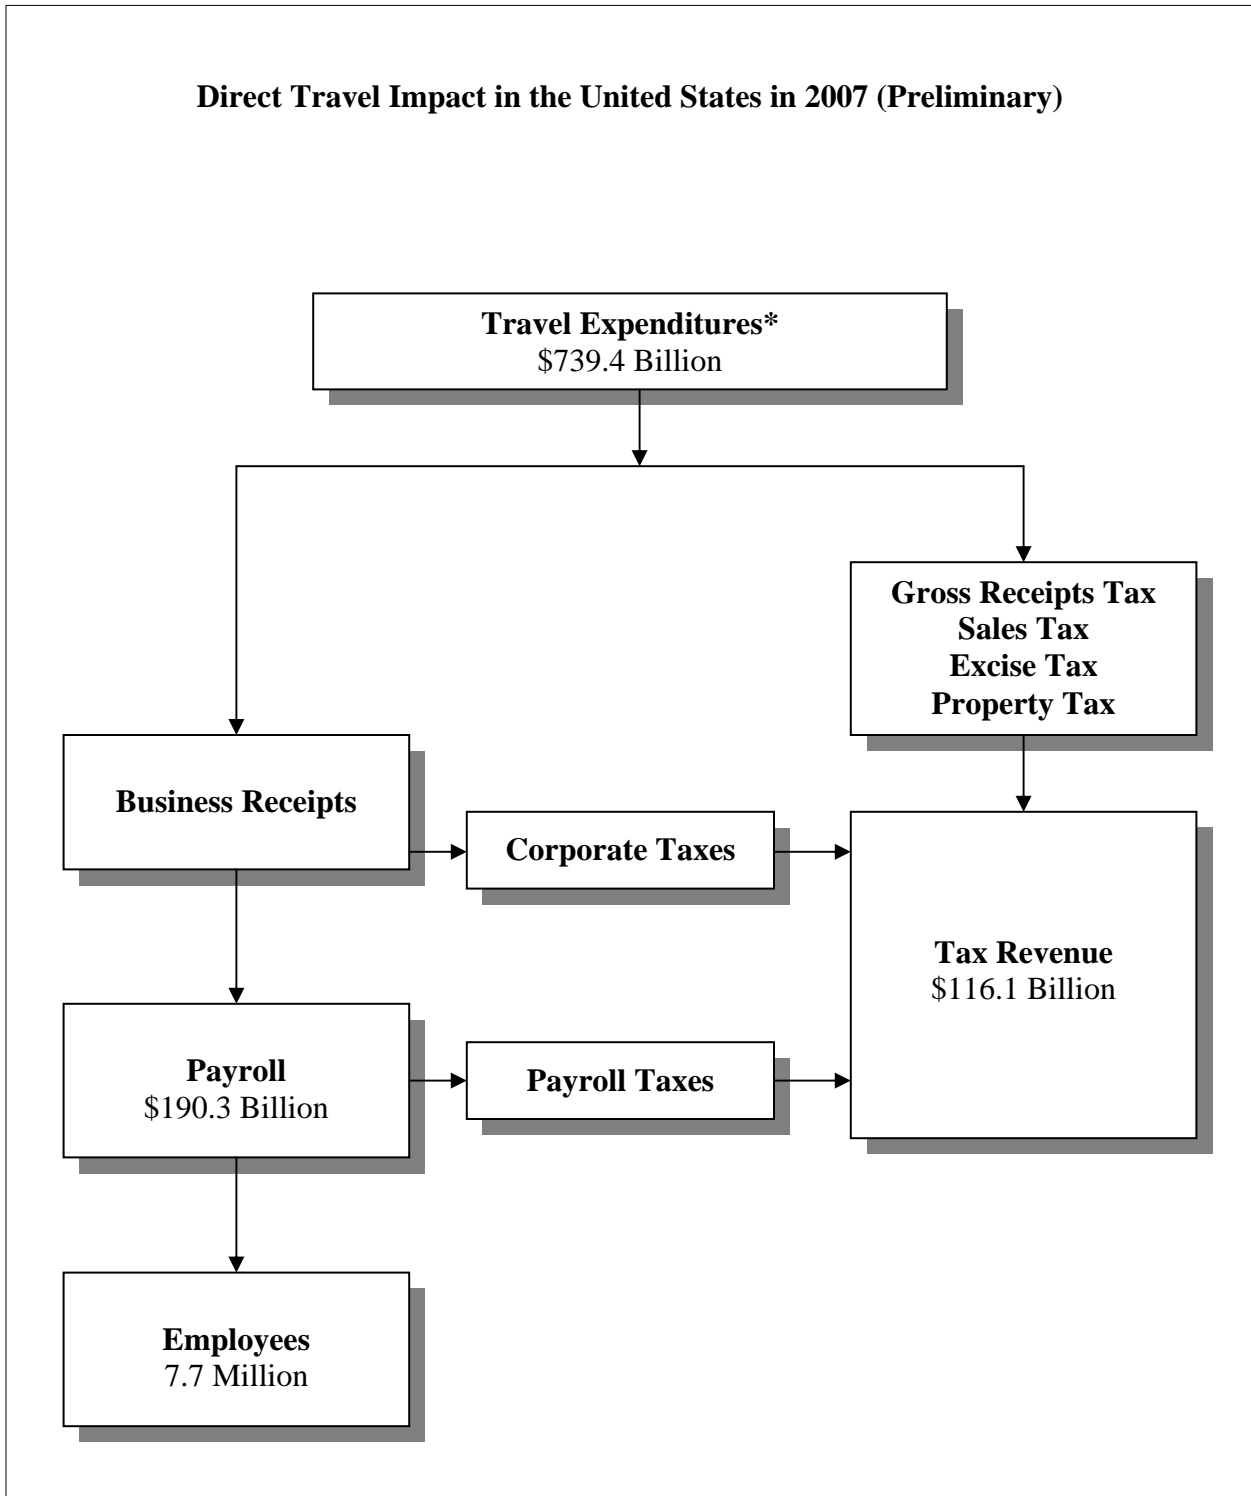 Direct Travel Impact in the United States in 2007 (Preliminary)
Travel Expenditures*
$739.4 Billion
Gross Receipts Tax
Sales Tax
Excise Tax
Property Tax
Business Receipts
Corporate Taxes
Tax Revenue
$116.1 Billion
Payroll
$190.3 Billion
Payroll Taxes
Employees
7.7 Million